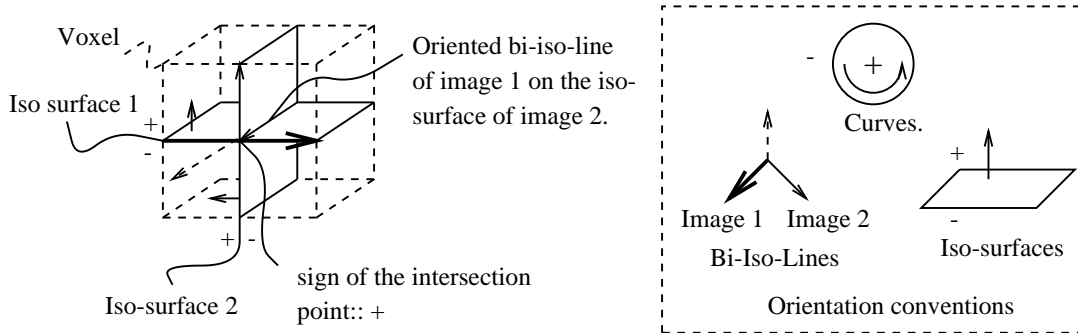 Voxel
Oriented bi-iso-line
of image 1 on the iso-
surface of image 2.
Iso surface 1
+
-
+ -
Iso-surface 2
sign of the intersection
point:: +
-
+
Curves.
Image 1 Image 2
Bi-Iso-Lines
+
-
Iso-surfaces
Orientation conventions